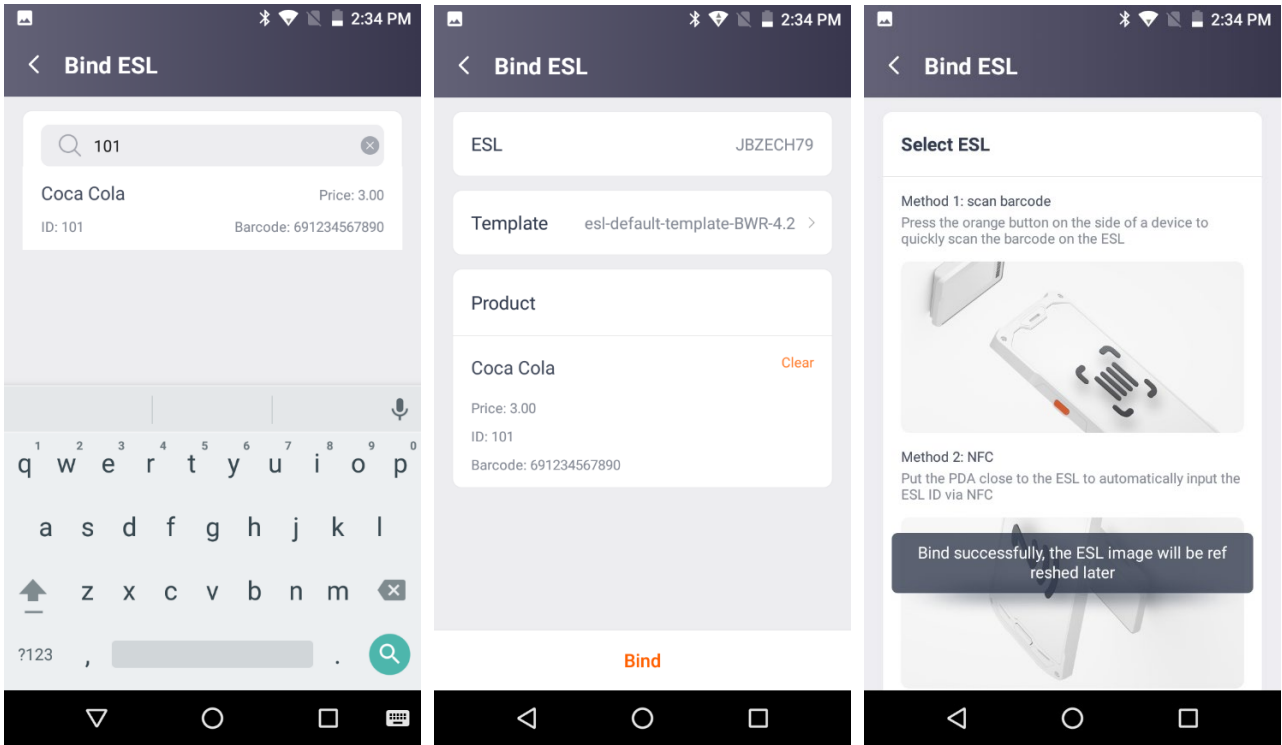 2:34 PM
Bind ESL
101
Coca Cola Price: 3.00
ID: 101 Barcode: 691234567890
1 2 3 4 5 6 7 8 9 0
q w e r t y u i o p
a s d f g h j k l
z x c v b n m
?123 , .
2:34 PM
Bind ESL
ESL JBZECH79
Template esl-default-template-BWR-4.2
Product
Coca Cola Clear
Price: 3.00
ID: 101
Barcode: 691234567890
Bind
2:34 PM
Bind ESL
Select ESL
Method 1: scan barcode
Press the orange button on the side of a device to
quickly scan the barcode on the ESL
Method 2: NFC
Put the PDA close to the ESL to automatically input the
ESL ID via NFC
Bind successfully, the ESL image will be ref
reshed later